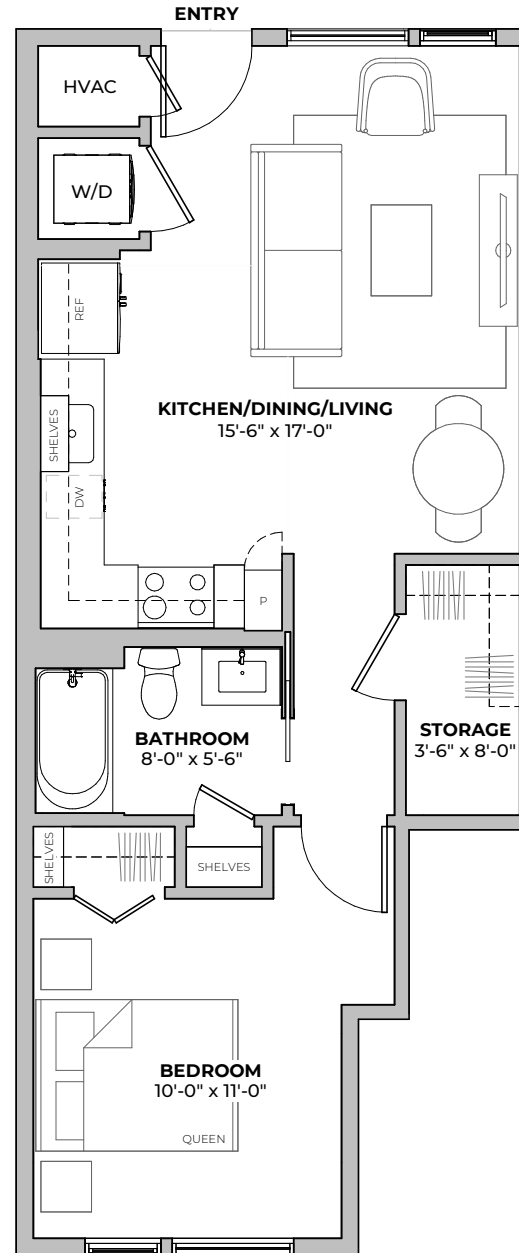 ENTRY
HVAC
W/D
REF
SHELVES
DW
KITCHEN/DINING/LIVING
15'-6" x 17'-0"
P
BATHROOM
8'-0" x 5'-6"
STORAGE
3'-6" x 8'-0"
SHELVES
SHELVES
BEDROOM
10'-0" x 11'-0"
QUEEN